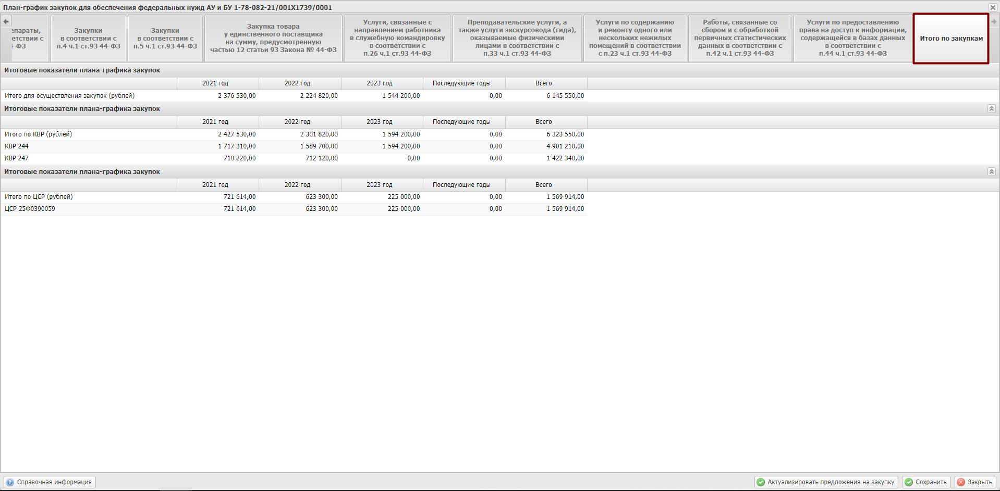 План-график закупок для обеспечения федеральных нужд АУ и БУ 1-78-082-21/001X1739/0001
епараты,
етствии с
-ФЗ
Закупки
в соответствии с
п.4 ч.1 ст.93 44-ФЗ
Закупки
в соответствии с
п.5 ч.1 ст.93 44-ФЗ
Закупка товара
у единственного поставщика
на сумму, предусмотренную
частью 12 статьи 93 Закона № 44-ФЗ
Услуги, связанные с
направлением работника
в служебную командировку
в соответствии с
п.26 ч.1 ст.93 44-ФЗ
Преподавательские услуги, а
также услуги экскурсовода (гида),
оказываемые физическими
лицами в соответствии с
п.33 ч.1 ст.93 44-ФЗ
Услуги по содержанию
и ремонту одного или
нескольких нежилых
помещений в соответствии
с п.23 ч.1 ст.93 44-ФЗ
Работы, связанные со
сбором и с обработкой
первичных статистических
данных в соответствии с
п.42 ч.1 ст.93 44-ФЗ
Услуги по предоставлению
права на доступ к информации,
содержащейся в базах данных
в соответствии с
п.44 ч.1 ст.93 44-ФЗ
Итого по закупкам
Итоговые показатели плана-графика закупок
2021 год 2022 год 2023 год Последующие годы Всего
Итого для осуществления закупок (рублей) 2 376 530,00 2 224 820,00 1 544 200,00 0,00 6 145 550,00
Итоговые показатели плана-графика закупок
2021 год 2022 год 2023 год Последующие годы Всего
Итого по КВР (рублей) 2 427 530,00 2 301 820,00 1 594 200,00 0,00 6 323 550,00
КВР 244 1 717 310,00 1 589 700,00 1 594 200,00 0,00 4 901 210,00
КВР 247 710 220,00 712 120,00 0,00 0,00 1 422 340,00
Итоговые показатели плана-графика закупок
2021 год 2022 год 2023 год Последующие годы Всего
Итого по ЦСР (рублей) 721 614,00 623 300,00 225 000,00 0,00 1 569 914,00
ЦСР 25Ф0390059 721 614,00 623 300,00 225 000,00 0,00 1 569 914,00
Справочная информация Актуализировать предложения на закупку Сохранить Закрыть